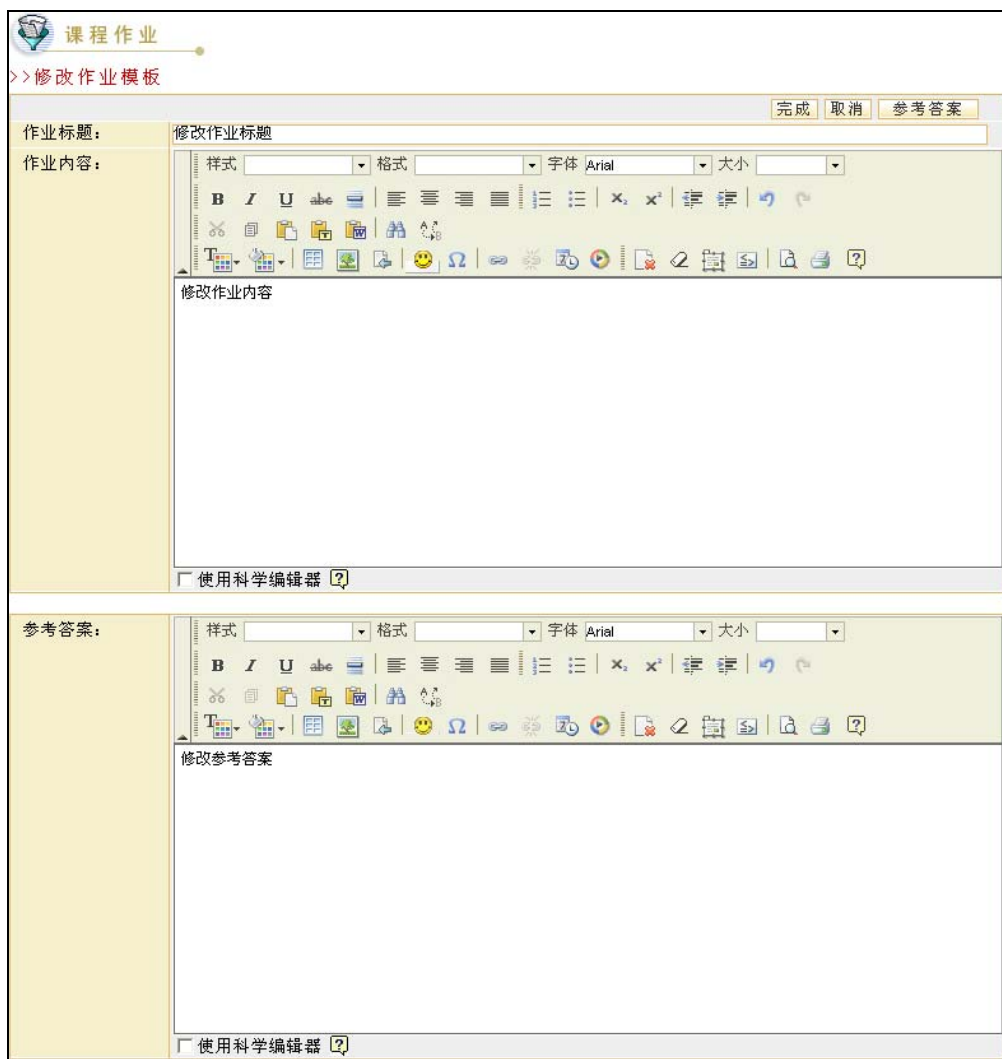 课程作业
>>修改作业模板
完成 取消 参考答案
作业标题： 修改作业标题
作业内容： 样式 格式 字体 Arial 大小
B I U abc
修改作业内容
使用科学编辑器
参考答案： 样式 格式 字体 Arial 大小
B I U abc
修改参考答案
使用科学编辑器